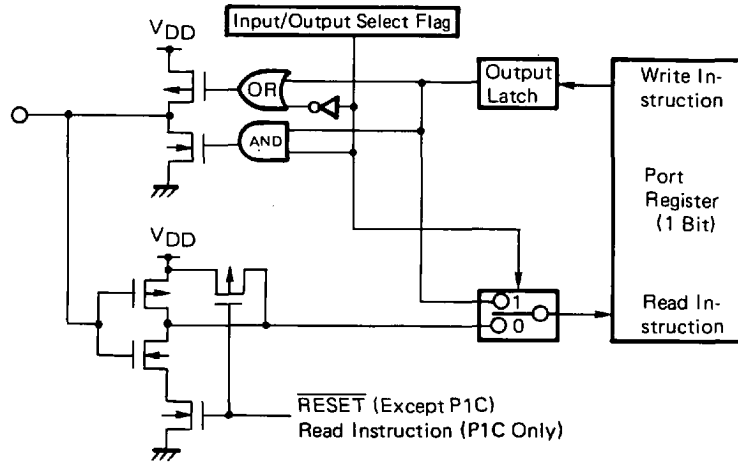 Input/Output Select Flag
VDD
OR
Output
Latch
Write In-
struction
AND
Port
Register
(1 Bit)
VDD
1
0
Read In-
struction
RESET (Except P1C)
Read Instruction (P1C Only)